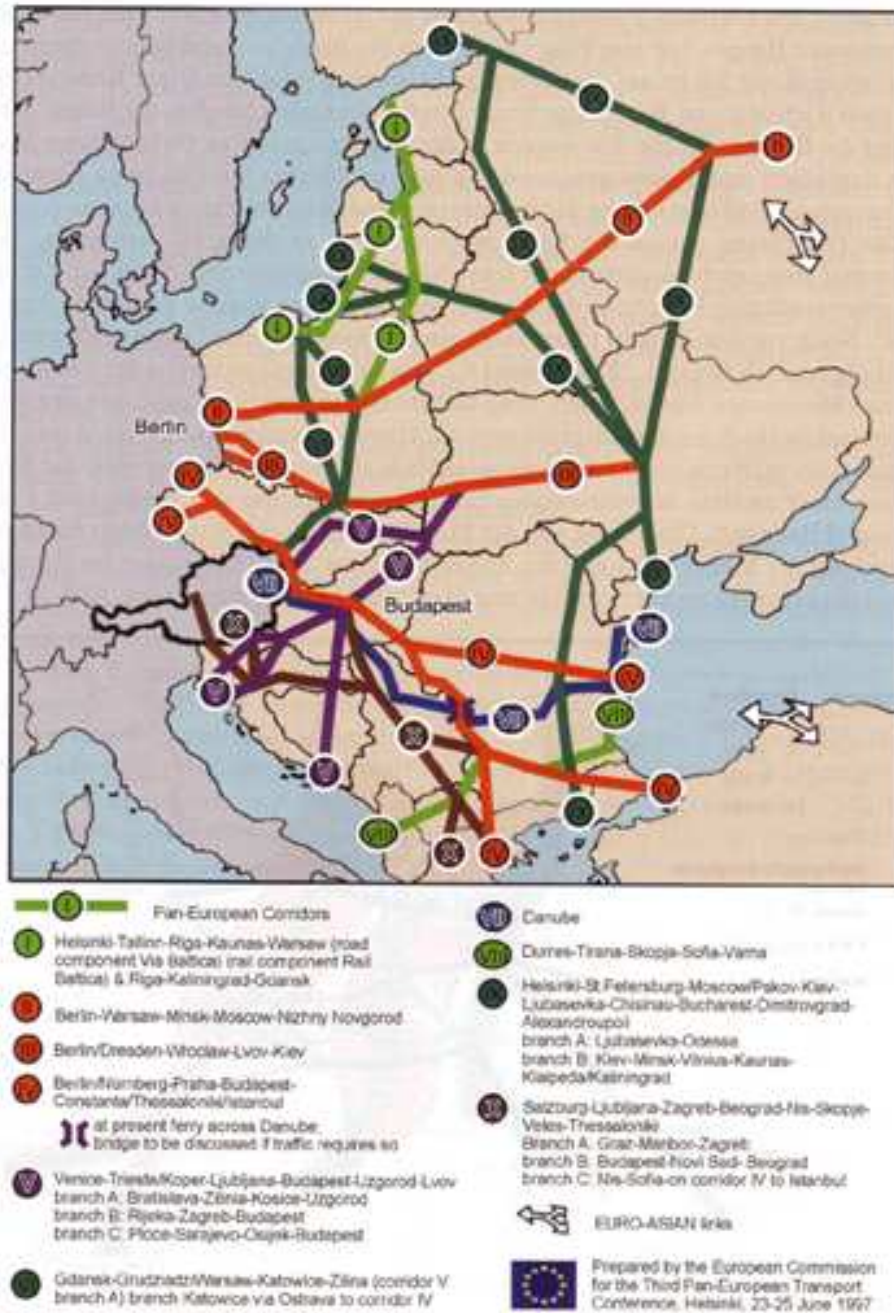 Berlin
Budapest
Pan-European Corridors
Helsinki-Tallinn-Riga-Kaunas-Warsaw (road
component Via Baltica) (rail component Rail
Baltica) & Riga-Kaliningrad-Gdansk
II
Berlin-Warsaw-Minsk-Moscow-Nizhny Novgorod
III
Berlin/Dresden-Wroclaw-Lvov-Kiev
IV
Berlin/Nürnberg-Praha-Budapest-
Constanta/Thessaloniki/Istanbul
at present ferry across Danube,
bridge to be discussed if traffic requires so
V
Venice-Trieste/Koper-Ljubljana-Budapest-Uzgorod-Lvov
branch A: Bratislava-Zilinia-Kosice-Uzgorod
branch B: Rijeka-Zagreb-Budapest
branch C: Ploce-Sarajevo-Osijek-Budapest
Gdansk-Grudziadz/Warsaw-Katowice-Zilina (corridor V
branch A) branch :Katowice via Ostrava to corridor IV
VII
Danube
VIII
Durres-Tirana-Skopje-Sofia-Varna
Helsinki-St Petersburg-Moscow/Pskov-Kiev-
Ljubasevka-Chisinau-Bucharest-Dimitrovgrad-
Alexandroupoli
branch A: Ljubasevka-Odessa
branch B: Kiev-Minsk-Vilnius-Kaunas-
Klaipeda/Kaliningrad
Salzburg-Ljubljana-Zagreb-Beograd-Nis-Skopje-
Veles-Thessaloniki
Branch A: Graz-Maribor-Zagreb
branch B: Budapest-Novi Sad- Beograd
branch C: Nis-Sofia-on corridor IV to Istanbul
EURO-ASIAN links
Prepared by the European Commission
for the Third Pan-European Transport
Conference, Helsinki, 23-25 1997